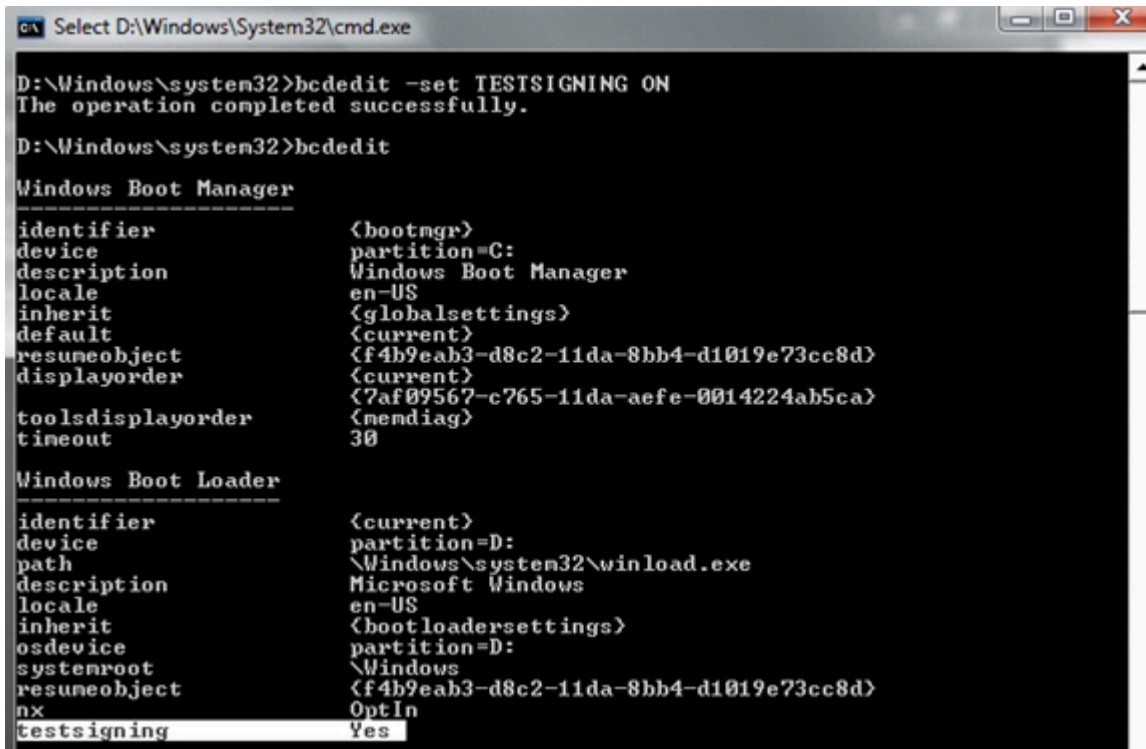 Select D:\Windows\System32\cmd.exe
D:\Windows\system32>bcdedit -set TESTSIGNING ON
The operation completed successfully.
D:\Windows\system32>bcdedit
Windows Boot Manager
--------------------
identifier {bootmgr}
device partition=C:
description Windows Boot Manager
locale en-US
inherit {globalsettings}
default {current}
resumeobject {f4b9eab3-d8c2-11da-8bb4-d1019e73cc8d}
displayorder {current}
{7af09567-c765-11da-aefe-0014224ab5ca}
toolsdisplayorder {memdiag}
timeout 30
Windows Boot Loader
-------------------
identifier {current}
device partition=D:
path \Windows\system32\winload.exe
description Microsoft Windows
locale en-US
inherit {bootloadersettings}
osdevice partition=D:
systemroot \Windows
resumeobject {f4b9eab3-d8c2-11da-8bb4-d1019e73cc8d}
nx OptIn
testsigning Yes